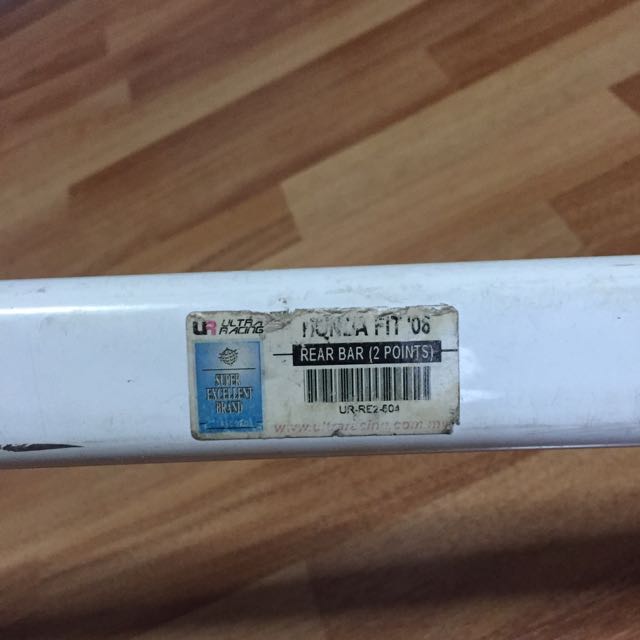 UR ULTRA RACING
HONDA FIT '08
REAR BAR (2 POINTS)
SUPER
EXCELLENT
BRAND
UR-RE2-604
www.ultraracing.com.my